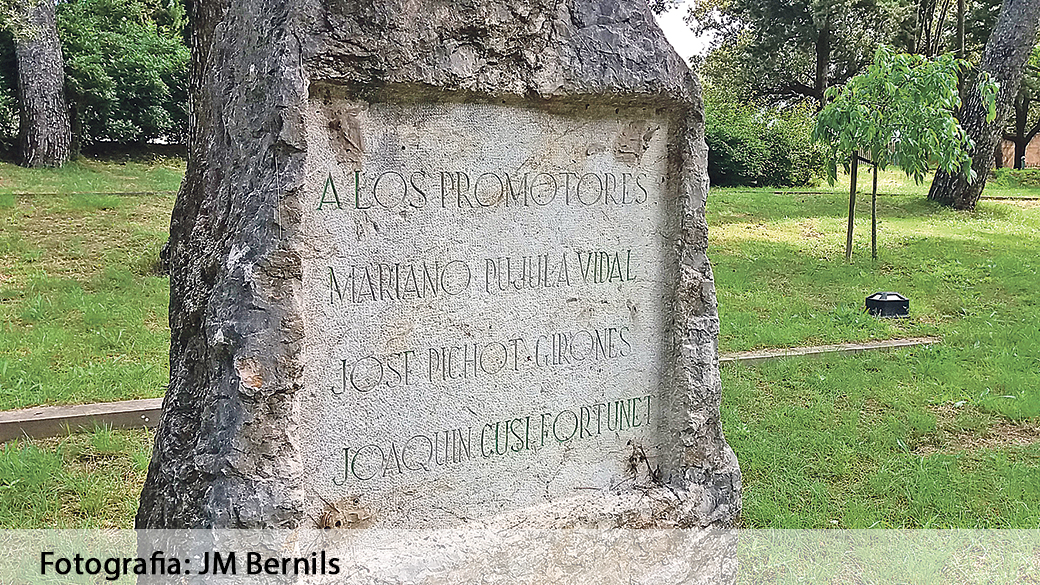 A LOS PROMOTORES
MARIANO PUJULA VIDAL
JOSE PICHOT GIRONES
JOAQUIN CUSI FORTUNET
Fotografia: JM Bernils